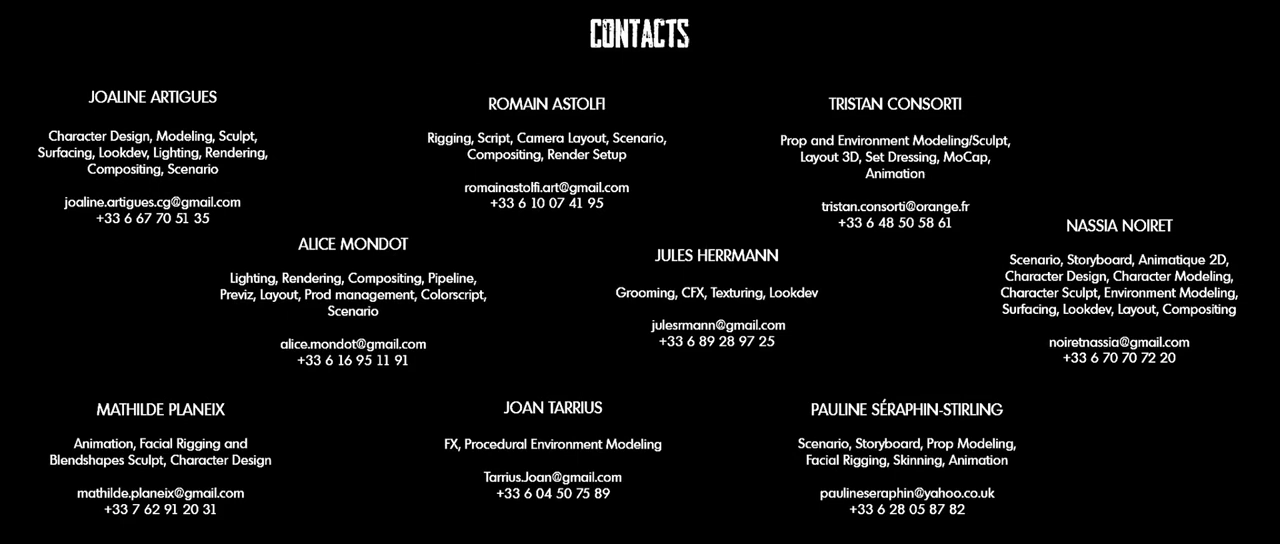 CONTACTS
JOALINE ARTIGUES
Character Design, Modeling, Sculpt,
Surfacing, Lookdev, Lighting, Rendering,
Compositing, Scenario
joaline.artigues.cg@gmail.com
+33 6 67 70 51 35
ROMAIN ASTOLFI
Rigging, Script, Camera Layout, Scenario,
Compositing, Render Setup
romainastolfi.art@gmail.com
+33 6 10 07 41 95
TRISTAN CONSORTI
Prop and Environment Modeling/Sculpt,
Layout 3D, Set Dressing, MoCap,
Animation
tristan.consorti@orange.fr
+33 6 48 50 58 61
ALICE MONDOT
Lighting, Rendering, Compositing, Pipeline,
Previz, Layout, Prod management, Colorscript,
Scenario
alice.mondot@gmail.com
+33 6 16 95 11 91
JULES HERRMANN
Grooming, CFX, Texturing, Lookdev
julesrmann@gmail.com
+33 6 89 28 97 25
NASSIA NOIRET
Scenario, Storyboard, Animatique 2D,
Character Design, Character Modeling,
Character Sculpt, Environment Modeling,
Surfacing, Lookdev, Layout, Compositing
noiretnassia@gmail.com
+33 6 70 70 72 20
MATHILDE PLANEIX
Animation, Facial Rigging and
Blendshapes Sculpt, Character Design
mathilde.planeix@gmail.com
+33 7 62 91 20 31
JOAN TARRIUS
FX, Procedural Environment Modeling
Tarrius.Joan@gmail.com
+33 6 04 50 75 89
PAULINE SÉRAPHIN-STIRLING
Scenario, Storyboard, Prop Modeling,
Facial Rigging, Skinning, Animation
paulineseraphin@yahoo.co.uk
+33 6 28 05 87 82